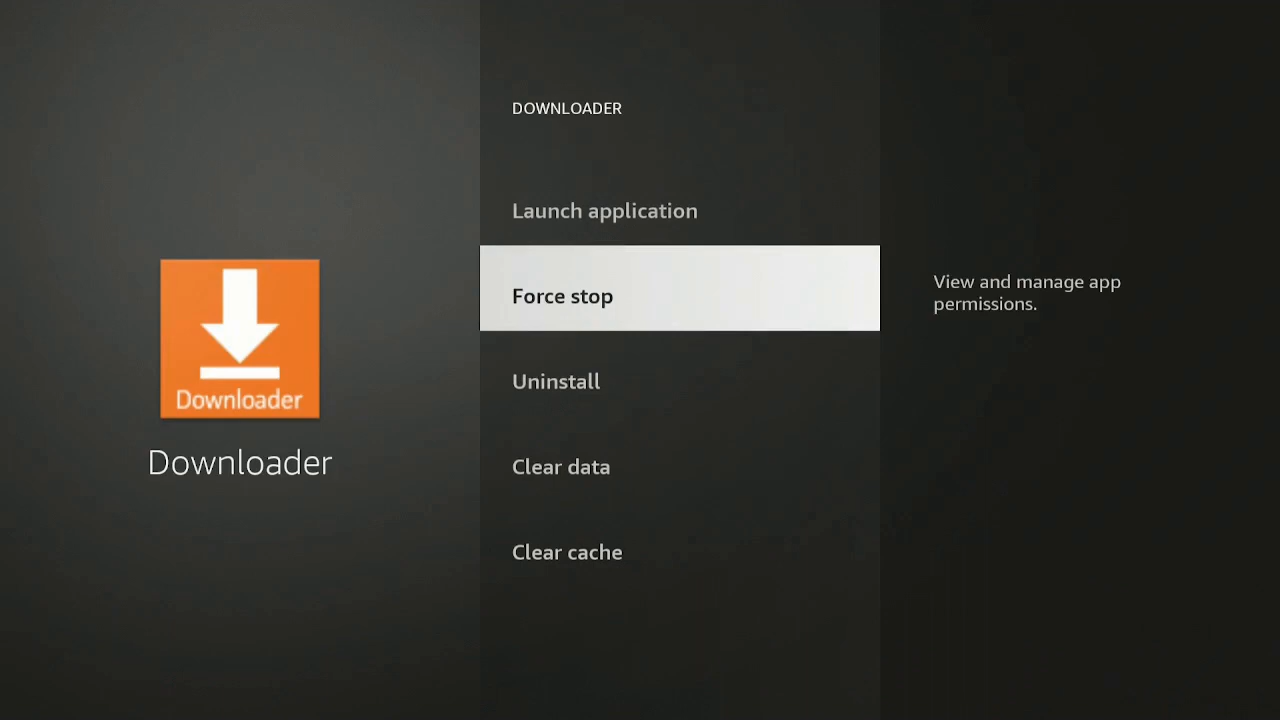 DOWNLOADER
Launch application
Force stop
Uninstall
Clear data
Clear cache
Downloader
Downloader
View and manage app
permissions.